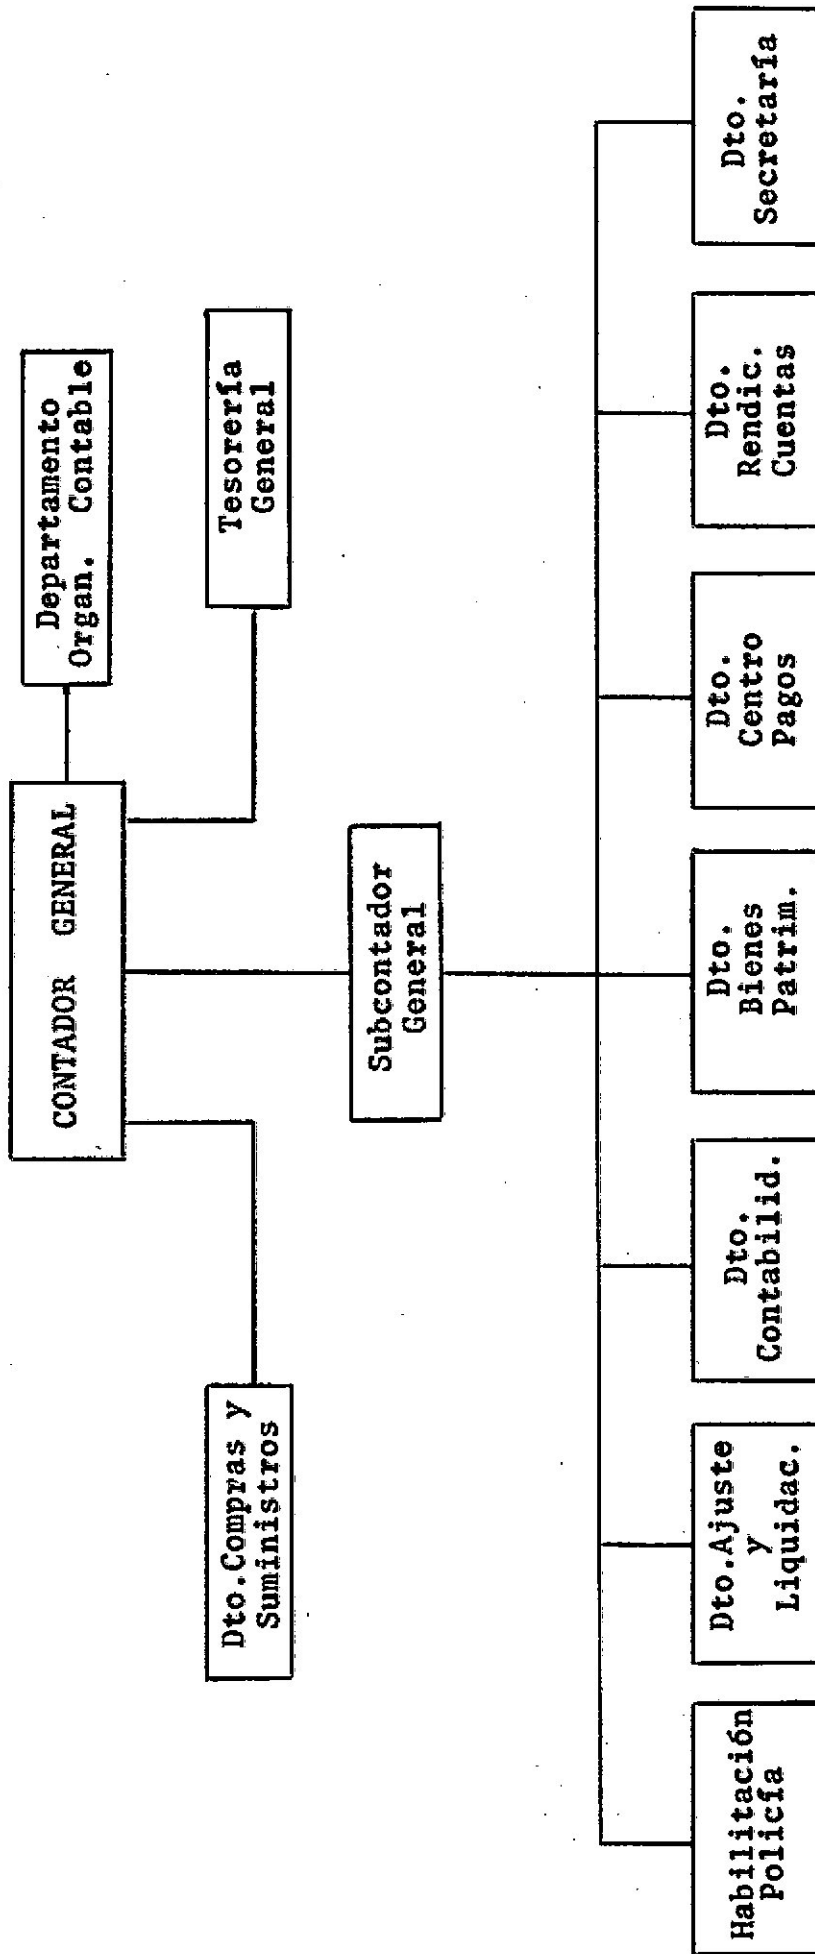 CONTADOR GENERAL
Departamento
Organ. Contable
Dto.Compras y
Suministros
Tesorería
General
Subcontador
General
Habilitación
Policía
Dto.Ajuste
y
Liquidac.
Dto.
Contabilid.
Dto.
Bienes
Patrim.
Dto.
Centro
Pagos
Dto.
Rendic.
Cuentas
Dto.
Secretaría